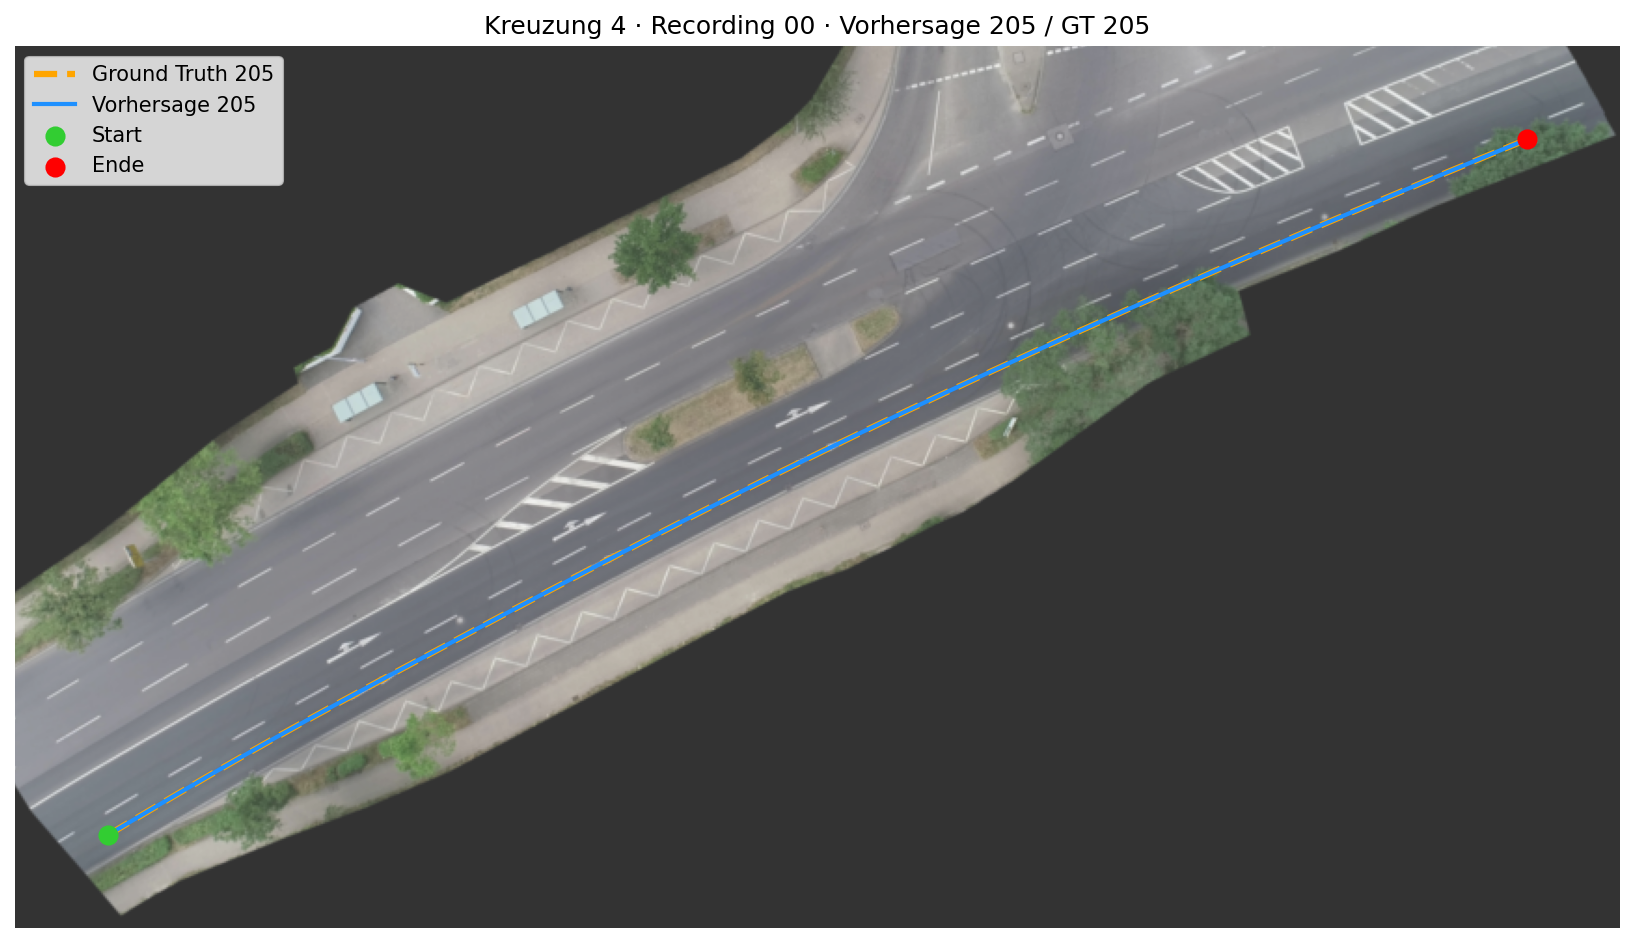 Kreuzung 4 · Recording 00 · Vorhersage 205 / GT 205
Ground Truth 205
Vorhersage 205
Start
Ende